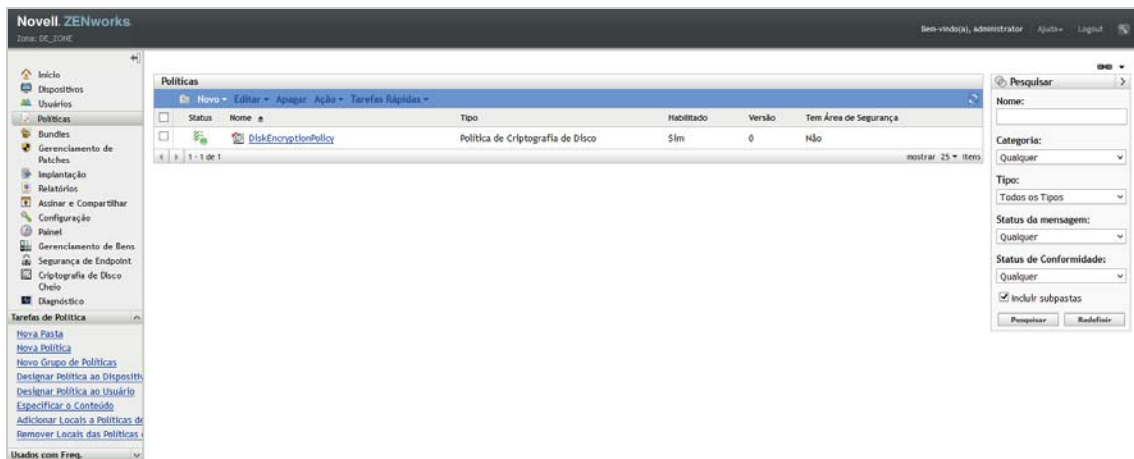 Novell ZENworks
Zona: DE_ZONE
Bem-vindo(a), administrator Ajuda Logout
Início
Dispositivos
Usuários
Políticas
Bundles
Gerenciamento de
Patches
Implantação
Relatórios
Assinar e Compartilhar
Configuração
Painel
Gerenciamento de Bens
Segurança de Endpoint
Criptografia de Disco
Cheio
Diagnóstico
Tarefas de Política
Nova Pasta
Nova Política
Novo Grupo de Políticas
Designar Política ao Dispositiv
Designar Política ao Usuário
Especificar o Conteúdo
Adicionar Locais a Políticas de
Remover Locais das Políticas
Usados com Freq.
Políticas
Novo Editar Apagar Ação Tarefas Rápidas
Status Nome Tipo Habilitado Versão Tem Área de Segurança
DiskEncryptionPolicy Política de Criptografia de Disco Sim 0 Não
1 - 1 de 1 mostrar 25 itens
Pesquisar
Nome:
Categoria:
Qualquer
Tipo:
Todos os Tipos
Status da mensagem:
Qualquer
Status de Conformidade:
Qualquer
Incluir subpastas
Pesquisar Redefinir